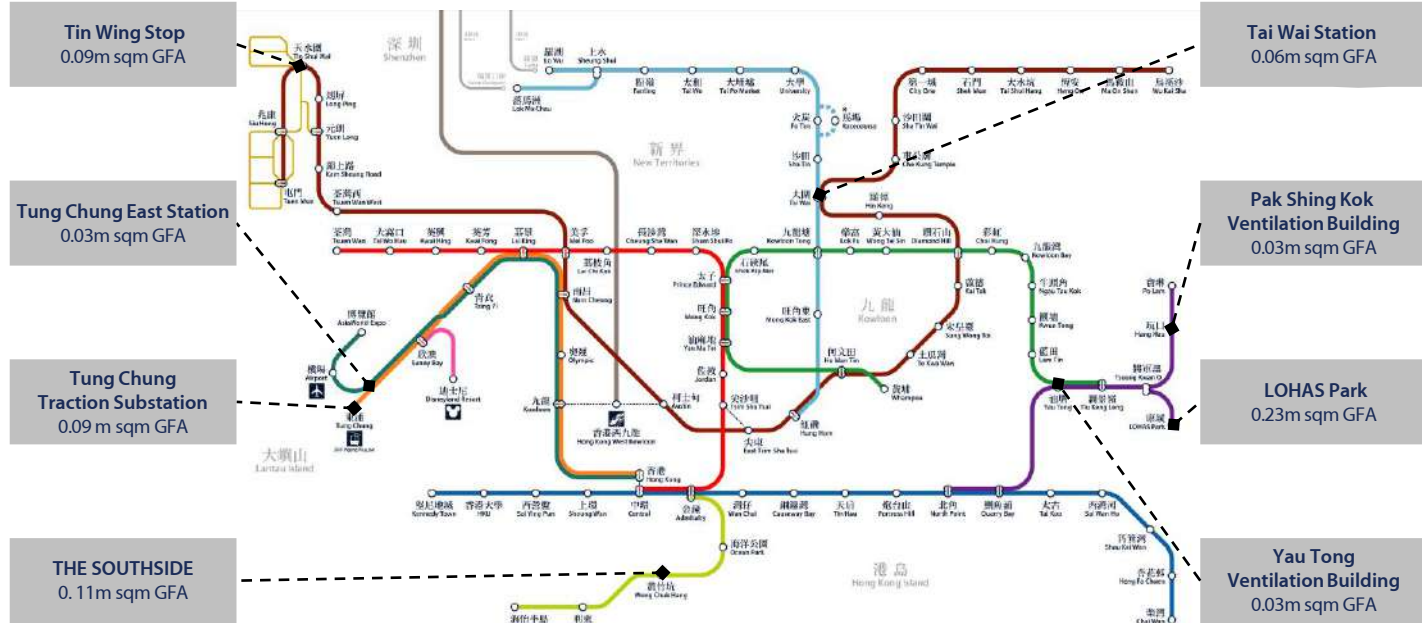 Tin Wing Stop
0.09m sqm GFA
Tung Chung East Station
0.03m sqm GFA
Tung Chung
Traction Substation
0.09 m sqm GFA
THE SOUTHSIDE
0. 11m sqm GFA
Tai Wai Station
0.06m sqm GFA
Pak Shing Kok
Ventilation Building
0.03m sqm GFA
LOHAS Park
0.23m sqm GFA
Yau Tong
Ventilation Building
0.03m sqm GFA
深圳
Shenzhen
新界
New Territories
九龍
Kowloon
大嶼山
Lantau Island
港島
Hong Kong Island
天水圍
Tin Shui Wai
朗屏
Long Ping
元朗
Yuen Long
錦上路
Kam Sheung Road
荃灣西
Tsuen Wan West
兆康
Siu Hong
屯門
Tuen Mun
羅湖
Lo Wu
上水
Sheung Shui
落馬洲
Lok Ma Chau
粉嶺
Fanling
太和
Tai Wo
大埔墟
Tai Po Market
大學
University
火炭
Fo Tan
馬場
Racecourse
沙田
Sha Tin
大圍
Tai Wai
第一城
City One
石門
Shek Mun
大水坑
Tai Shui Hang
恆安
Heng On
馬鞍山
Ma On Shan
烏溪沙
Wu Kai Sha
沙田圍
Sha Tin Wai
車公廟
Che Kung Temple
顯徑
Hin Keng
荃灣
Tsuen Wan
大窩口
Tai Wo Hau
葵興
Kwai Hing
葵芳
Kwai Fong
荔景
Lai King
美孚
Mei Foo
荔枝角
Lai Chi Kok
長沙灣
Cheung Sha Wan
深水埗
Sham Shui Po
九龍塘
Kowloon Tong
樂富
Lok Fu
黃大仙
Wong Tai Sin
鑽石山
Diamond Hill
彩虹
Choi Hung
九龍灣
Kowloon Bay
石硤尾
Shek Kip Mei
太子
Prince Edward
旺角
Mong Kok
油麻地
Yau Ma Tei
佐敦
Jordan
尖沙咀
Tsim Sha Tsui
旺角東
Mong Kok East
啟德
Kai Tak
宋皇臺
Sung Wong Toi
土瓜灣
To Kwa Wan
何文田
Ho Man Tin
黃埔
Whampoa
紅磡
Hung Hom
尖東
East Tsim Sha Tsui
柯士甸
Austin
香港西九龍
Hong Kong West Kowloon
牛頭角
Ngau Tau Kok
觀塘
Kwun Tong
藍田
Lam Tin
油塘
Yau Tong
調景嶺
Tiu Keng Leng
將軍澳
Tseung Kwan O
寶琳
Po Lam
坑口
Hang Hau
康城
LOHAS Park
南昌
Nam Cheong
奧運
Olympic
九龍
Kowloon
青衣
Tsing Yi
欣澳
Sunny Bay
迪士尼
Disneyland Resort
博覽館
AsiaWorld-Expo
機場
Airport
東涌
Tung Chung
香港
Hong Kong
堅尼地城
Kennedy Town
香港大學
HKU
西營盤
Sai Ying Pun
上環
Sheung Wan
中環
Central
金鐘
Admiralty
灣仔
Wan Chai
銅鑼灣
Causeway Bay
天后
Tin Hau
炮台山
Fortress Hill
北角
North Point
鰂魚涌
Quarry Bay
太古
Tai Koo
西灣河
Sai Wan Ho
筲箕灣
Shau Kei Wan
杏花邨
Heng Fa Chuen
柴灣
Chai Wan
海洋公園
Ocean Park
黃竹坑
Wong Chuk Hang
利東
海怡半島